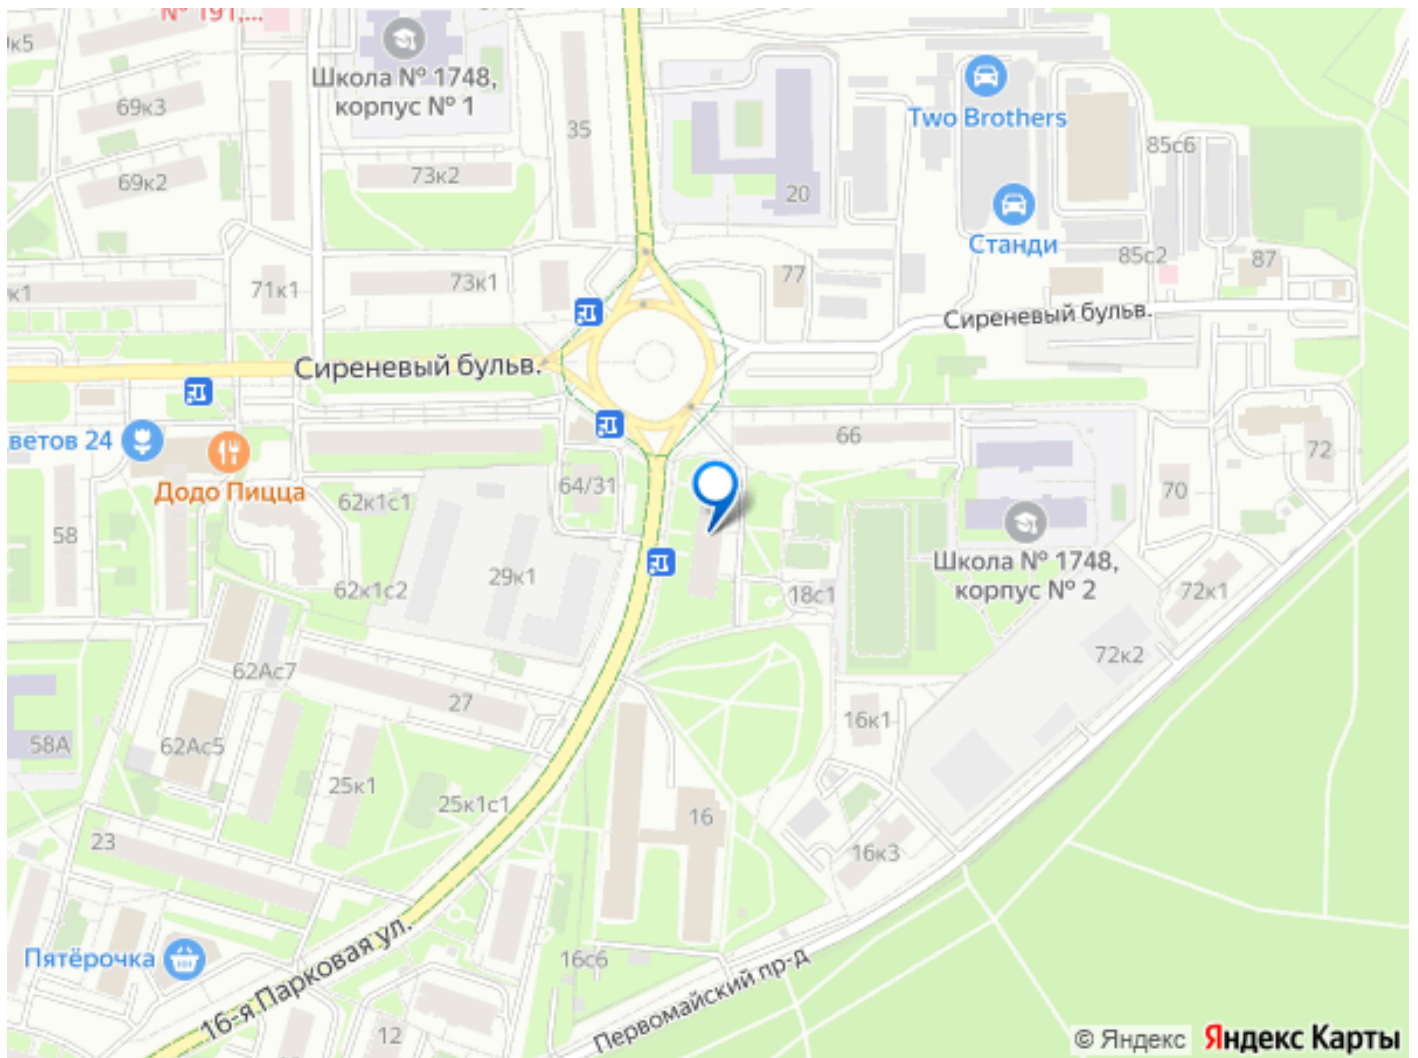 № 191,...
Школа № 1748,
корпус № 1
69к3
35
Two Brothers
85с6
73к2
69к2
20
Станди
85с2
87
77
71к1
73к1
Сиреневый бульв.
Сиреневый бульв.
ветов 24
66
72
Додо Пицца
62к1с1
64/31
70
58
Школа № 1748,
корпус № 2
29к1
62к1с2
18с1
72к1
62Ас7
72к2
27
16к1
58А
62Ас5
25к1
25к1с1
16
23
16к3
Пятёрочка
16-я Парковая ул.
16с6
Первомайский пр-д
12
© Яндекс Яндекс Карты